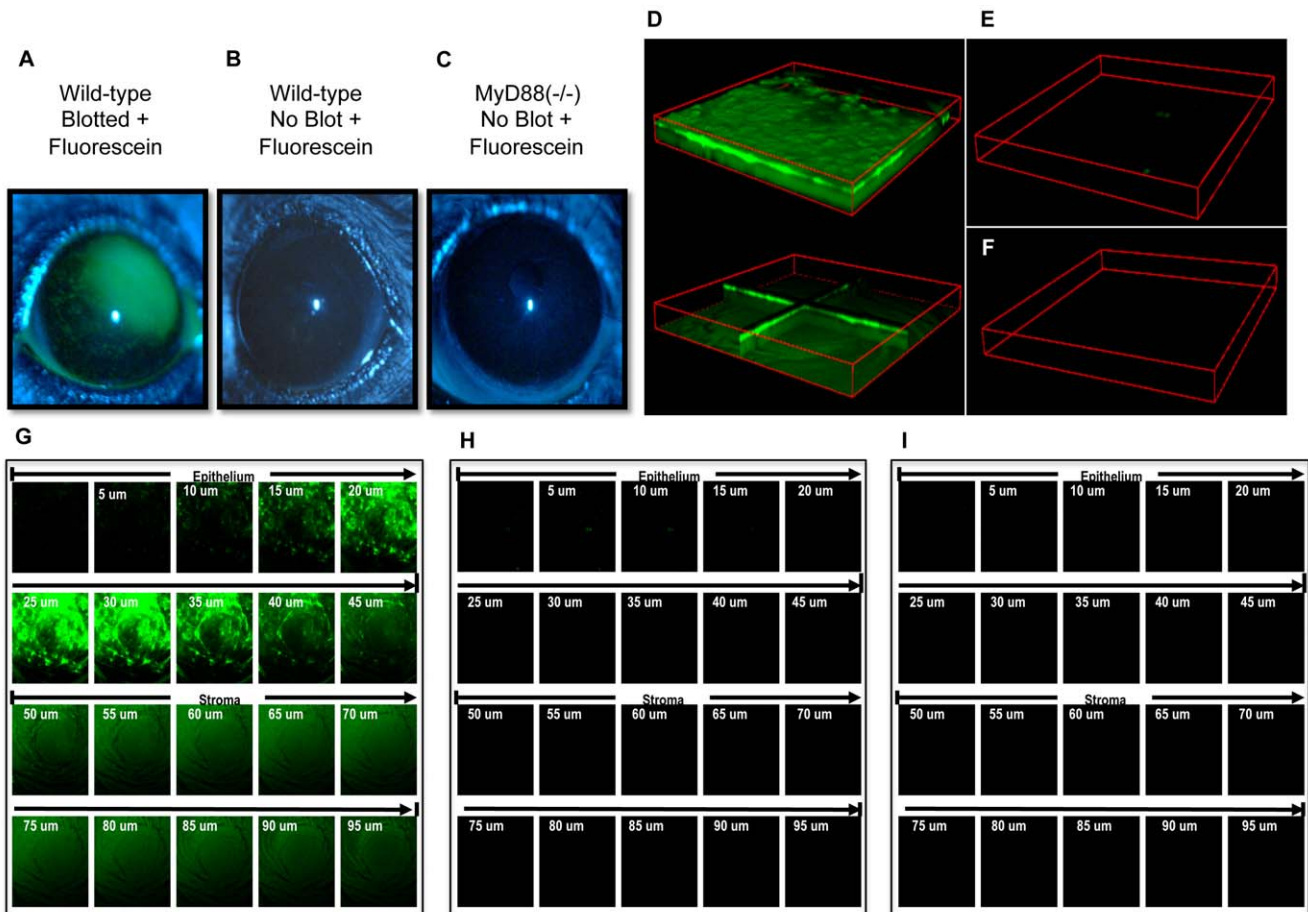 A
Wild-type
Blotted +
Fluorescein
B
Wild-type
No Blot +
Fluorescein
C
MyD88(-/-)
No Blot +
Fluorescein
D
E
F
G
Epithelium
5 um 10 um 15 um 20 um
25 um 30 um 35 um 40 um 45 um
Stroma
50 um 55 um 60 um 65 um 70 um
75 um 80 um 85 um 90 um 95 um
H
Epithelium
5 um 10 um 15 um 20 um
25 um 30 um 35 um 40 um 45 um
Stroma
50 um 55 um 60 um 65 um 70 um
75 um 80 um 85 um 90 um 95 um
I
Epithelium
5 um 10 um 15 um 20 um
25 um 30 um 35 um 40 um 45 um
Stroma
50 um 55 um 60 um 65 um 70 um
75 um 80 um 85 um 90 um 95 um